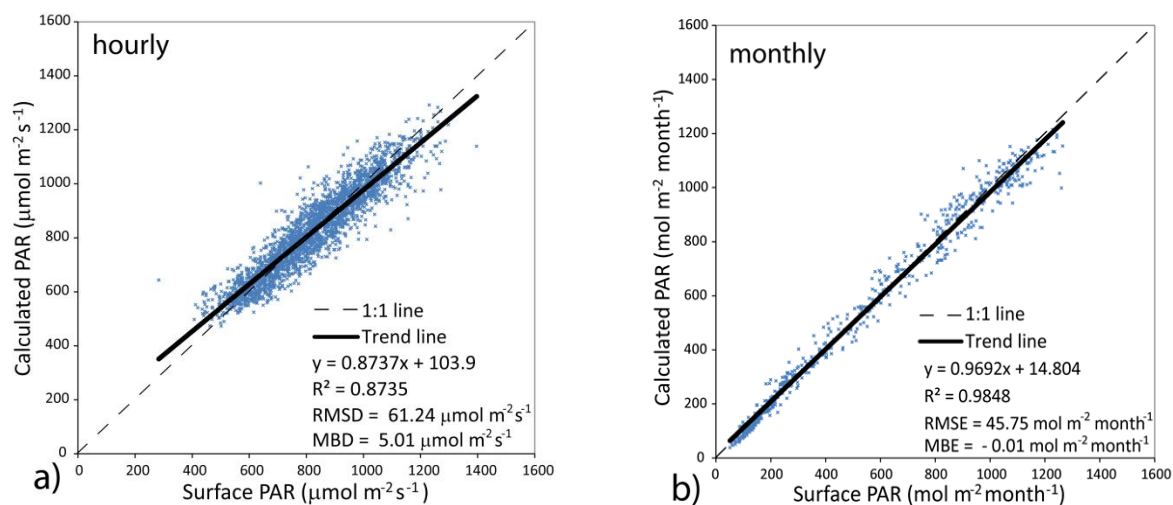 hourly
1600
1400
1200
1000
800
600
400
200
0
Calculated PAR (µmol m⁻² s⁻¹)
– – 1:1 line
Trend line
y = 0.8737x + 103.9
R² = 0.8735
RMSD = 61.24 µmol m⁻² s⁻¹
MBD = 5.01 µmol m⁻² s⁻¹
0 200 400 600 800 1000 1200 1400 1600
a)
Surface PAR (µmol m⁻² s⁻¹)
monthly
1600
1400
1200
1000
800
600
400
200
0
Calculated PAR (mol m⁻² month⁻¹)
1:1 line
Trend line
y = 0.9692x + 14.804
R² = 0.9848
RMSE = 45.75 mol m⁻² month⁻¹
MBE = - 0.01 mol m⁻² month⁻¹
0 200 400 600 800 1000 1200 1400 1600
b)
Surface PAR (mol m⁻² month⁻¹)